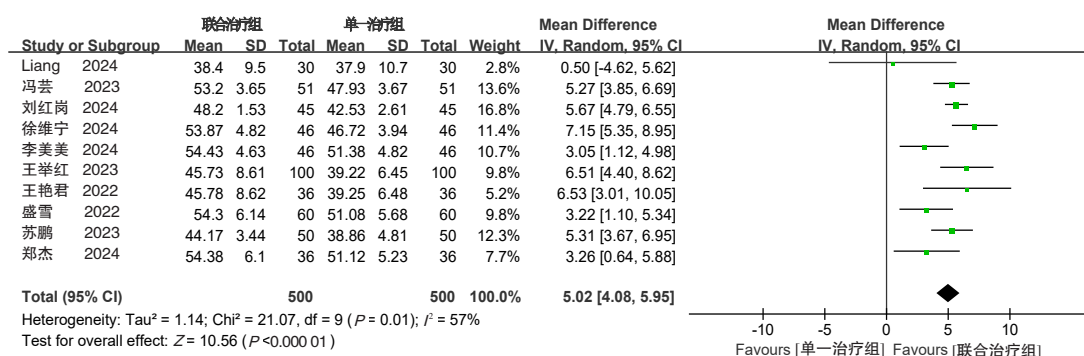 联合治疗组 单一治疗组 Mean Difference Mean Difference
Study or Subgroup Mean SD Total Mean SD Total Weight IV, Random, 95% CI IV, Random, 95% CI
Liang 2024 38.4 9.5 30 37.9 10.7 30 2.8% 0.50 [-4.62, 5.62]
冯芸 2023 53.2 3.65 51 47.93 3.67 51 13.6% 5.27 [3.85, 6.69]
刘红岗 2024 48.2 1.53 45 42.53 2.61 45 16.8% 5.67 [4.79, 6.55]
徐维宁 2024 53.87 4.82 46 46.72 3.94 46 11.4% 7.15 [5.35, 8.95]
李美美 2024 54.43 4.63 46 51.38 4.82 46 10.7% 3.05 [1.12, 4.98]
王举红 2023 45.73 8.61 100 39.22 6.45 100 9.8% 6.51 [4.40, 8.62]
王艳君 2022 45.78 8.62 36 39.25 6.48 36 5.2% 6.53 [3.01, 10.05]
盛雪 2022 54.3 6.14 60 51.08 5.68 60 9.8% 3.22 [1.10, 5.34]
苏鹏 2023 44.17 3.44 50 38.86 4.81 50 12.3% 5.31 [3.67, 6.95]
郑杰 2024 54.38 6.1 36 51.12 5.23 36 7.7% 3.26 [0.64, 5.88]
Total (95% CI) 500 500 100.0% 5.02 [4.08, 5.95]
Heterogeneity: Tau² = 1.14; Chi² = 21.07, df = 9 (P = 0.01); I² = 57%
Test for overall effect: Z = 10.56 (P <0.000 01)
-10 -5 0 5 10
Favours [单一治疗组] Favours [联合治疗组]